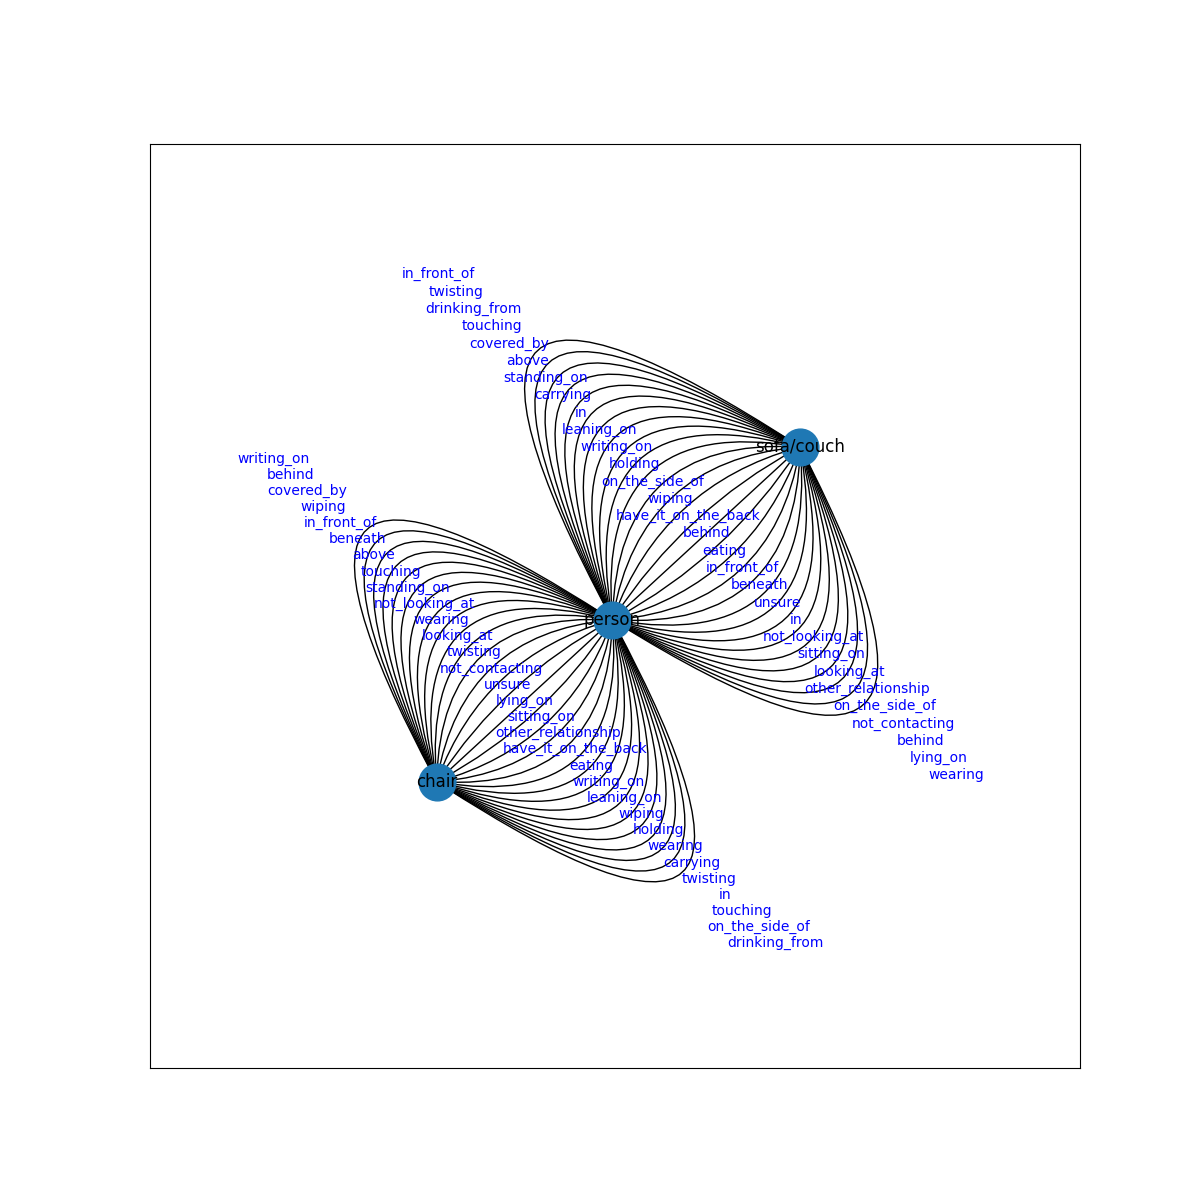 in_front_of
twisting
drinking_from
touching
covered_by
above
standing_on
carrying
in
leaning_on
writing_on
holding
on_the_side_of
wiping
have_it_on_the_back
behind
eating
in_front_of
beneath
unsure
in
not_looking_at
sitting_on
looking_at
other_relationship
on_the_side_of
not_contacting
behind
lying_on
wearing
sofa/couch
person
chair
writing_on
behind
covered_by
wiping
in_front_of
beneath
above
touching
standing_on
not_looking_at
wearing
looking_at
twisting
not_contacting
unsure
lying_on
sitting_on
other_relationship
have_it_on_the_back
eating
writing_on
leaning_on
wiping
holding
wearing
carrying
twisting
in
touching
on_the_side_of
drinking_from